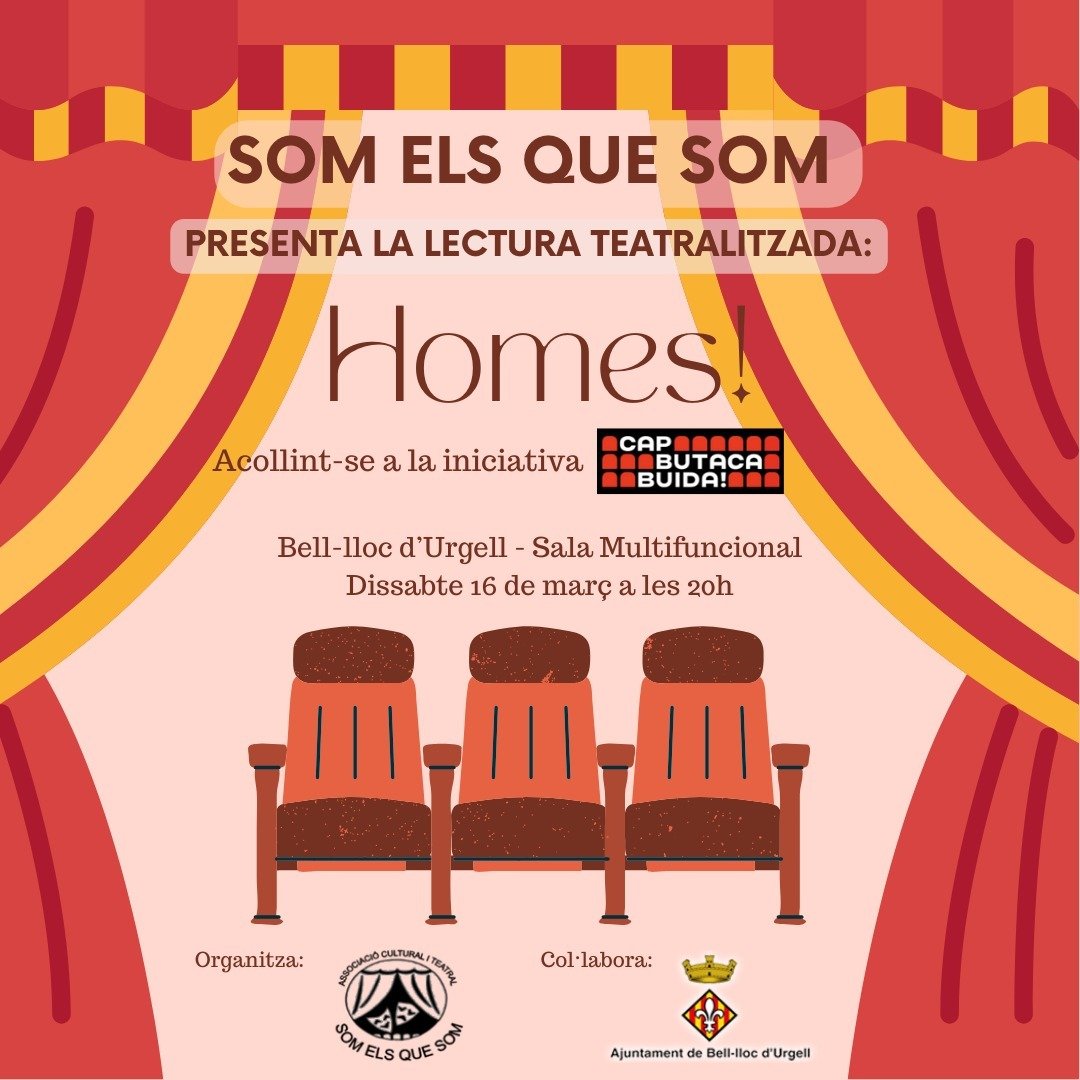 SOM ELS QUE SOM
PRESENTA LA LECTURA TEATRALITZADA:
Homes!
Acollint-se a la iniciativa
CAP
BUTACA
BUIDA!
Bell-lloc d'Urgell - Sala Multifuncional
Dissabte 16 de març a les 20h
Organitza:
ASSOCIACIÓ CULTURAL I TEATRAL
SOM ELS QUE SOM
Col·labora:
Ajuntament de Bell-lloc d'Urgell